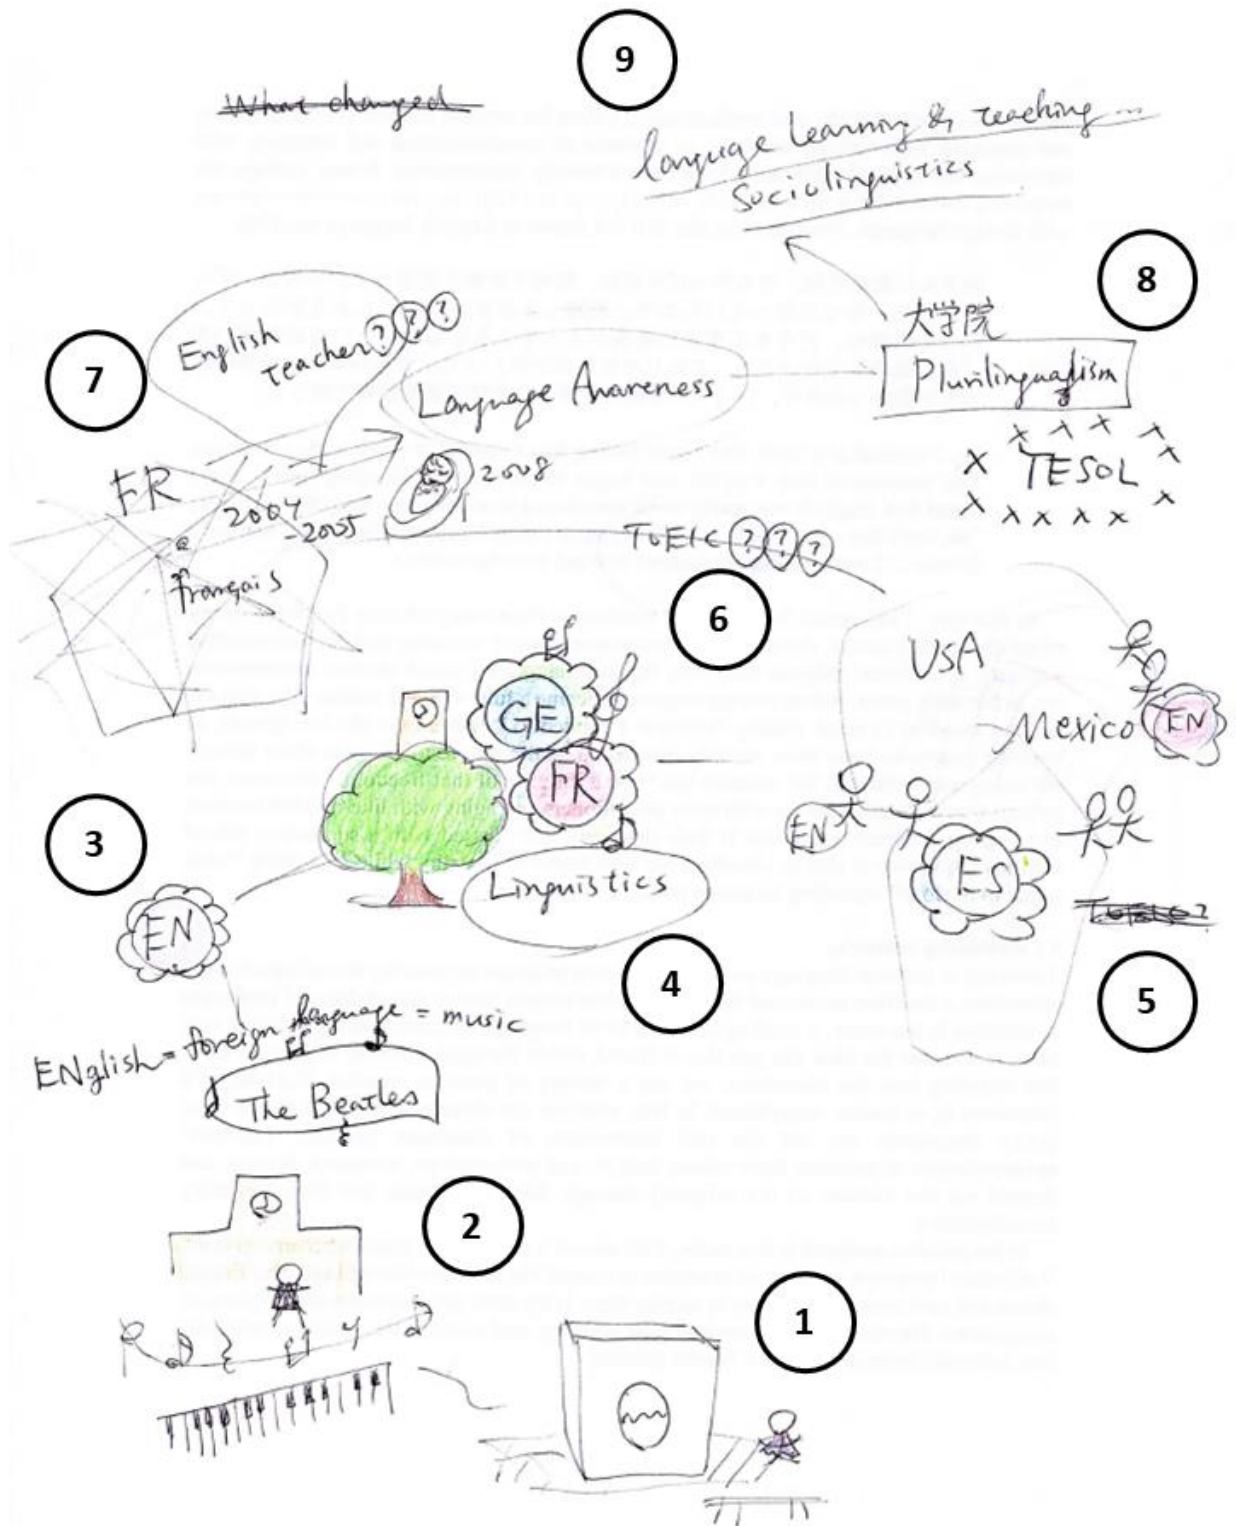 9
What changed
language learning & teaching...
Sociolinguistics
8
大学院
Plurilingualism
English
Teacher???
7
Language Awareness
TESOL
FR
2004
-2005
2008
TOEIC ???
français
6
USA
GE
Mexico
EN
FR
3
EN
ES
EN
Linguistics
4
5
ENglish = foreign language = music
The Beatles
2
1